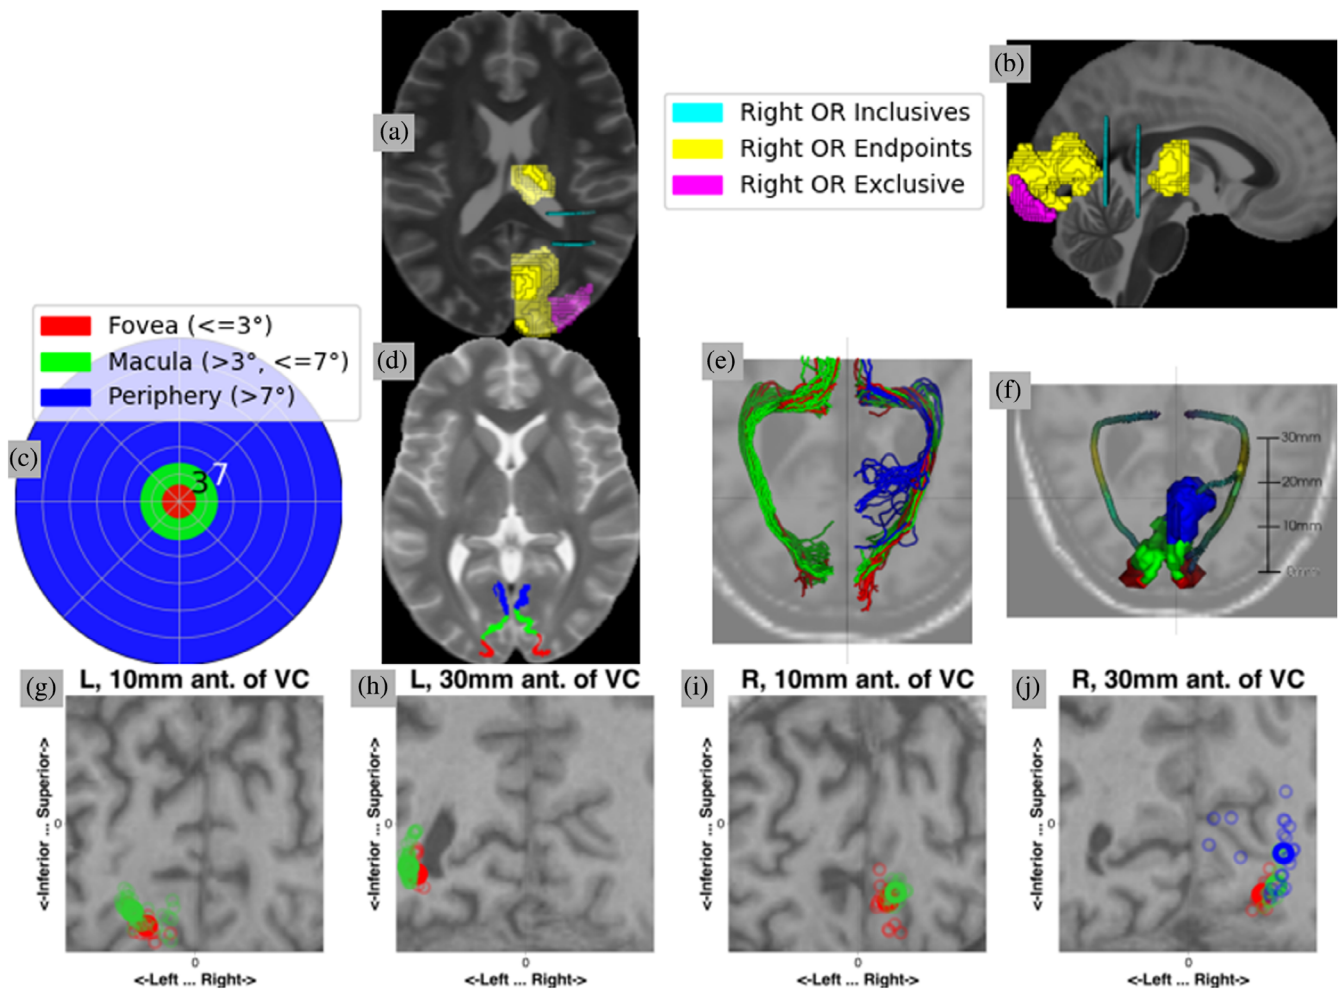 (a)
Right OR Inclusives
Right OR Endpoints
Right OR Exclusive
(b)
Fovea (<=3°)
Macula (>3°, <=7°)
Periphery (>7°)
(c)
3
7
(d)
(e)
(f)
30mm
20mm
10mm
0mm
(g)
L, 10mm ant. of VC
<-Inferior ... Superior->
0
0
<-Left ... Right->
(h)
L, 30mm ant. of VC
<-Inferior ... Superior->
0
0
<-Left ... Right->
(i)
R, 10mm ant. of VC
<-Inferior ... Superior->
0
0
<-Left ... Right->
(j)
R, 30mm ant. of VC
<-Inferior ... Superior->
0
0
<-Left ... Right->